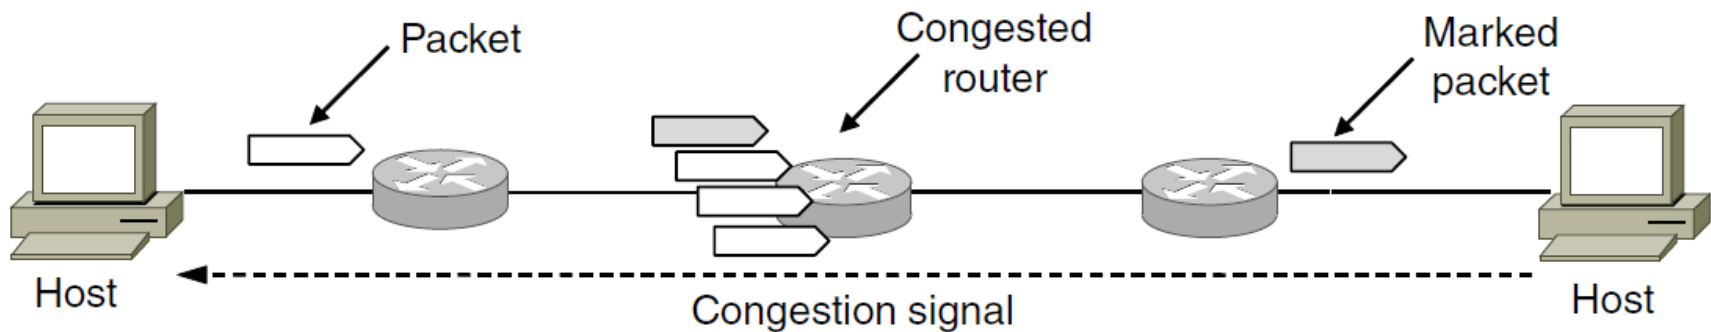 Packet
Congested
router
Marked
packet
Host
Congestion signal
Host